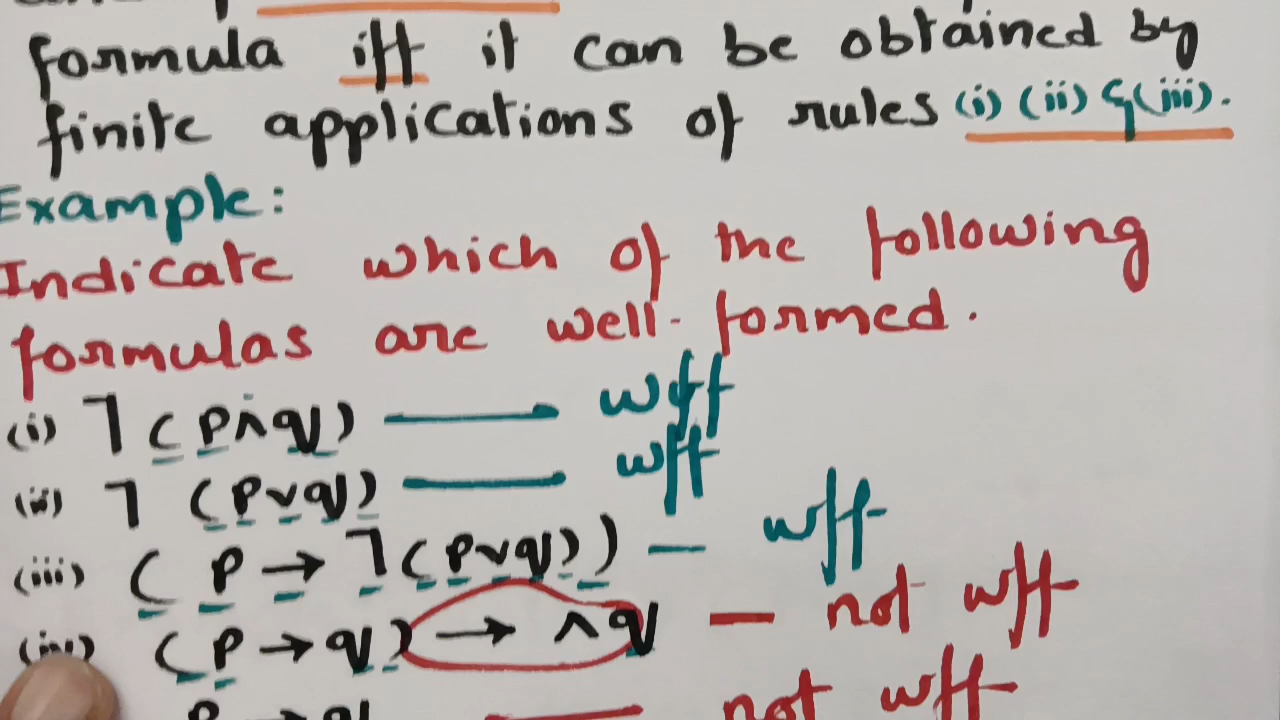 formula iff it can be obtained by
finite applications of rules (i) (ii) & (iii).
Example:
Indicate which of the following
formulas are well-formed.
(i) ⌉ (p∧q) — wff
(ii) ⌉ (p∨q) — wff
(iii) ( p → ⌉(p∨q)) — wff
(iv) (p → q) → ∧q — not wff
p → q — not wff